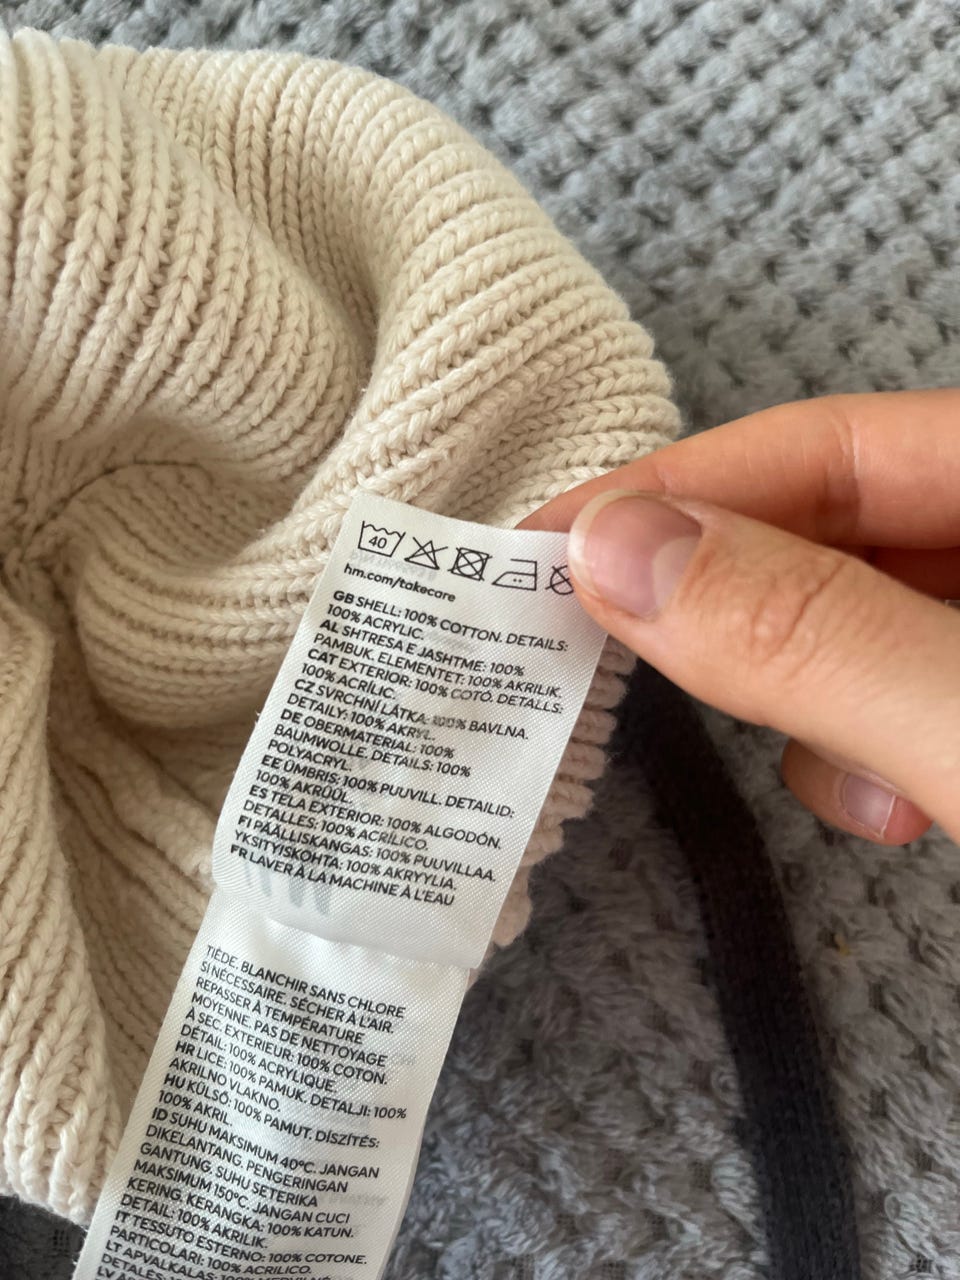 40
hm.com/takecare
GB SHELL: 100% COTTON. DETAILS:
100% ACRYLIC.
AL SHTRESA E JASHTME: 100%
PAMBUK. ELEMENTET: 100% AKRILIK.
CAT EXTERIOR: 100% COTÓ. DETALLS:
100% ACRÍLIC.
CZ SVRCHNÍ LÁTKA: 100% BAVLNA.
DETAILY: 100% AKRYL.
DE OBERMATERIAL: 100%
BAUMWOLLE. DETAILS: 100%
POLYACRYL.
EE ÜMBRIS: 100% PUUVILL. DETAILID:
100% AKRÜÜL.
ES TELA EXTERIOR: 100% ALGODÓN.
DETALLES: 100% ACRÍLICO.
FI PÄÄLLISKANGAS: 100% PUUVILLAA.
YKSITYISKOHTA: 100% AKRYYLIA.
FR LAVER À LA MACHINE À L'EAU
TIÈDE. BLANCHIR SANS CHLORE
SI NÉCESSAIRE. SÉCHER À L'AIR.
REPASSER À TEMPÉRATURE
MOYENNE. PAS DE NETTOYAGE
À SEC. EXTERIEUR: 100% COTON.
DÉTAIL: 100% ACRYLIQUE.
HR LICE: 100% PAMUK. DETALJI: 100%
AKRILNO VLAKNO.
HU KÜLSŐ: 100% PAMUT. DÍSZÍTÉS:
100% AKRIL.
ID SUHU MAKSIMUM 40°C. JANGAN
DIKELANTANG. PENGERINGAN
GANTUNG. SUHU SETERIKA
MAKSIMUM 150°C. JANGAN CUCI
KERING. KERANGKA: 100% KATUN.
DETAIL: 100% AKRILIK.
IT TESSUTO ESTERNO: 100% COTONE.
PARTICOLARI: 100% ACRILICO.
LT APVALKALAS: 100%
DETALĖS: 100%
LV